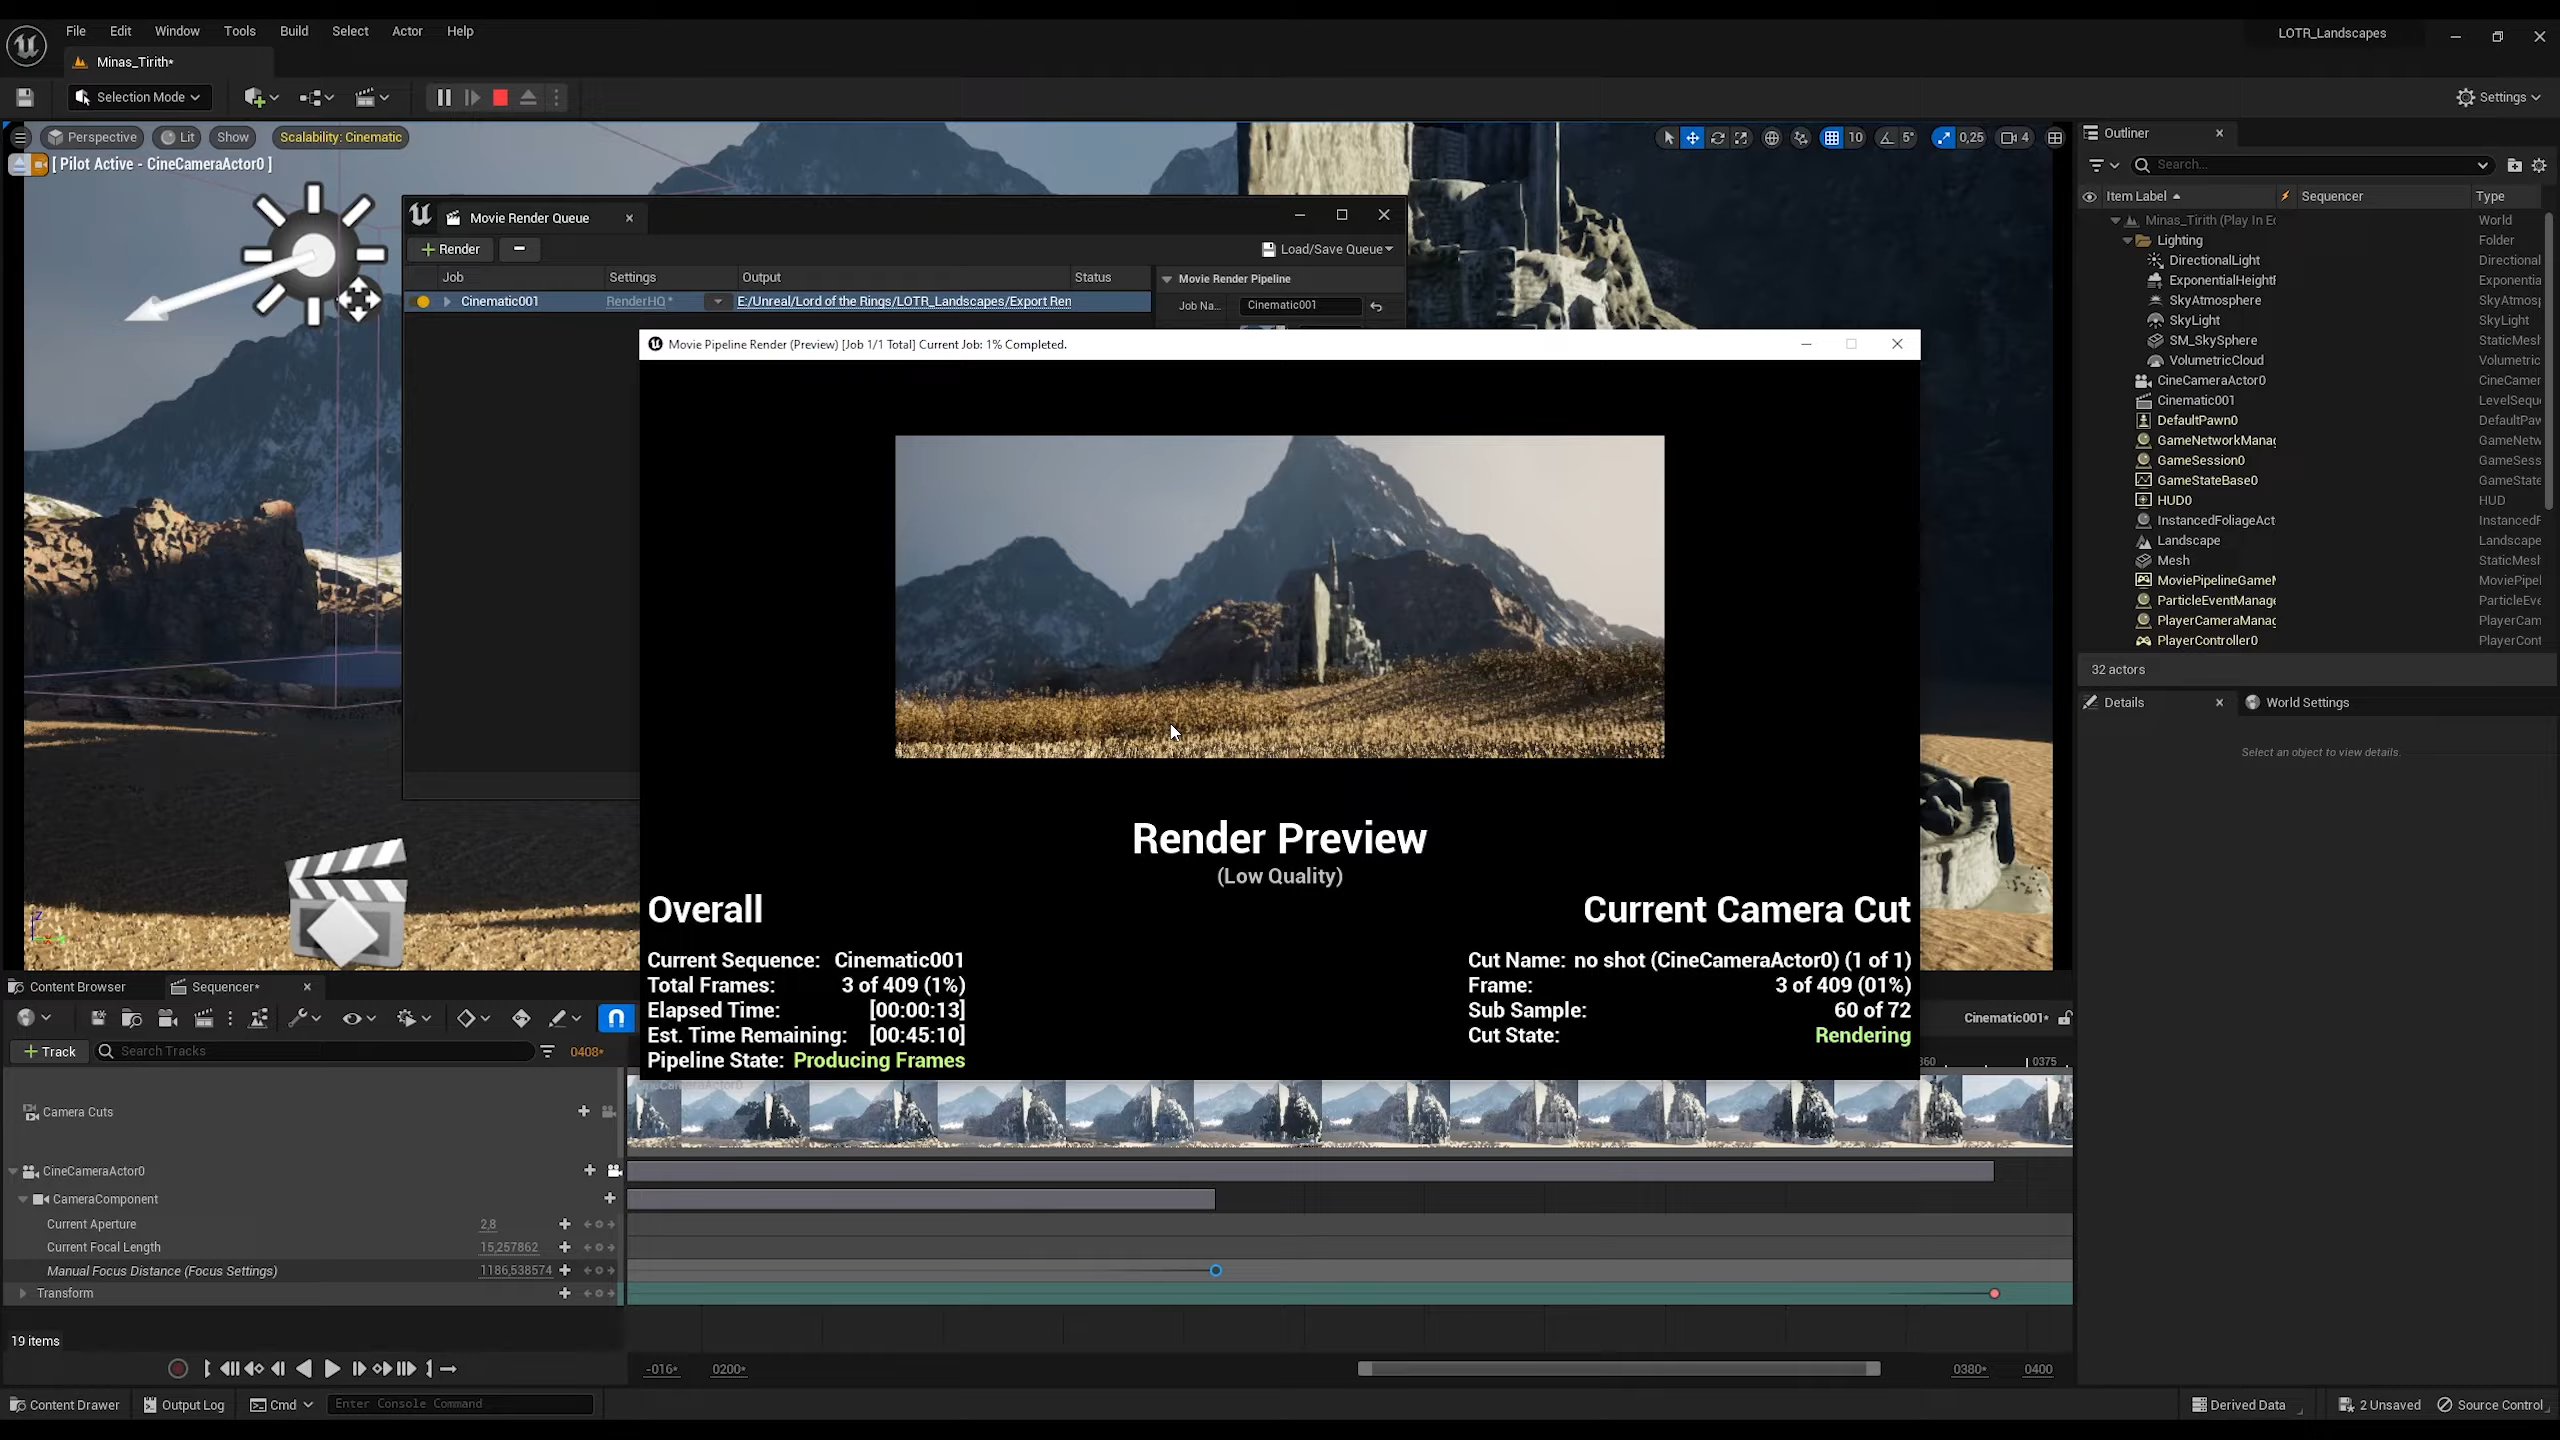 File Edit Window Tools Build Select Actor Help
LOTR_Landscapes
Minas_Tirith*
Selection Mode
Settings
Perspective Lit Show Scalability: Cinematic
10 5° 0,25 4
[ Pilot Active - CineCameraActor0 ]
Movie Render Queue
Render
Load/Save Queue
Job Settings Output Status
Cinematic001 RenderHQ * E:/Unreal/Lord of the Rings/LOTR_Landscapes/Export Ren
Movie Render Pipeline
Job Na... Cinematic001
Movie Pipeline Render (Preview) [Job 1/1 Total] Current Job: 1% Completed.
Render Preview
(Low Quality)
Overall
Current Sequence: Cinematic001
Total Frames: 3 of 409 (1%)
Elapsed Time: [00:00:13]
Est. Time Remaining: [00:45:10]
Pipeline State: Producing Frames
Current Camera Cut
Cut Name: no shot (CineCameraActor0) (1 of 1)
Frame: 3 of 409 (01%)
Sub Sample: 60 of 72
Cut State: Rendering
Outliner
Search...
Item Label Sequencer Type
Minas_Tirith (Play In Ed World
Lighting Folder
DirectionalLight Directional
ExponentialHeightF Exponentia
SkyAtmosphere SkyAtmosp
SkyLight SkyLight
SM_SkySphere StaticMesh
VolumetricCloud Volumetric
CineCameraActor0 CineCamer
Cinematic001 LevelSeque
DefaultPawn0 DefaultPaw
GameNetworkManag GameNetw
GameSession0 GameSess
GameStateBase0 GameState
HUD0 HUD
InstancedFoliageAct InstancedF
Landscape Landscape
Mesh StaticMesh
MoviePipelineGameM MoviePipel
ParticleEventManage ParticleEve
PlayerCameraManag PlayerCam
PlayerController0 PlayerCont
32 actors
Details World Settings
Select an object to view details.
Content Browser Sequencer*
Cinematic001*
Track Search Tracks 0408*
360 0375
Camera Cuts
CineCameraActor0
CameraComponent
Current Aperture 2,8
Current Focal Length 15,257862
Manual Focus Distance (Focus Settings) 1186,538574
Transform
19 items
-016* 0200* 0380* 0400
Content Drawer Output Log Cmd Enter Console Command
Derived Data 2 Unsaved Source Control